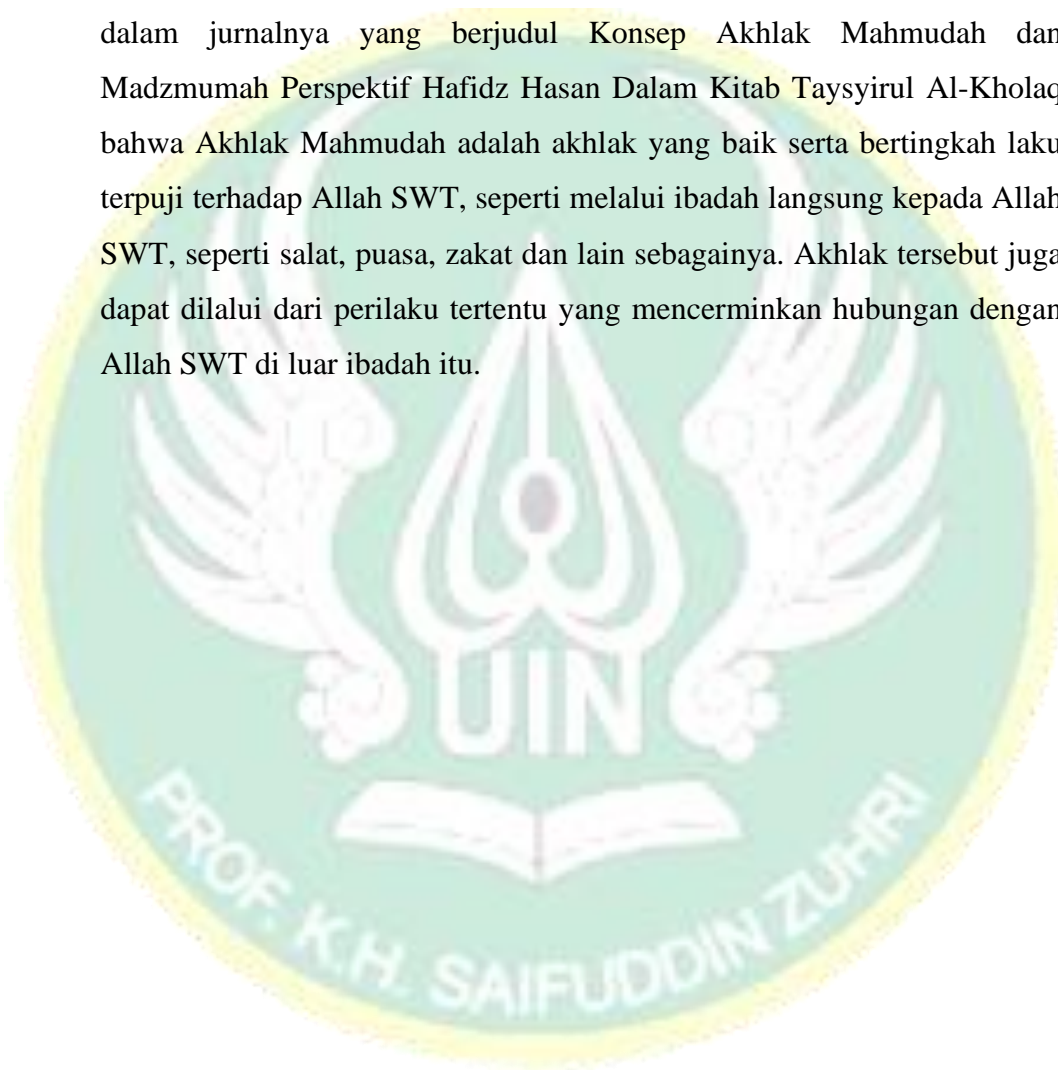 dalam jurnalnya yang berjudul Konsep Akhlak Mahmudah dan
Madzmumah Perspektif Hafidz Hasan Dalam Kitab Taysyirul Al-Kholaq
bahwa Akhlak Mahmudah adalah akhlak yang baik serta bertingkah laku
terpuji terhadap Allah SWT, seperti melalui ibadah langsung kepada Allah
SWT, seperti salat, puasa, zakat dan lain sebagainya. Akhlak tersebut juga
dapat dilalui dari perilaku tertentu yang mencerminkan hubungan dengan
Allah SWT di luar ibadah itu.
UIN
PROF. K.H. SAIFUDDIN ZUHRI